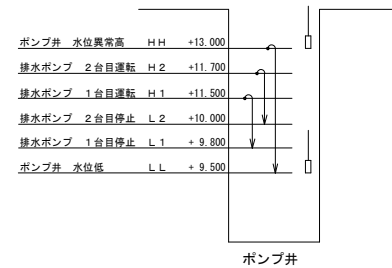 ポンプ井 水位異常高 HH +13.000
排水ポンプ 2台目運転 H2 +11.700
排水ポンプ 1台目運転 H1 +11.500
排水ポンプ 2台目停止 L2 +10.000
排水ポンプ 1台目停止 L1 + 9.800
ポンプ井 水位低 LL + 9.500
ポンプ井